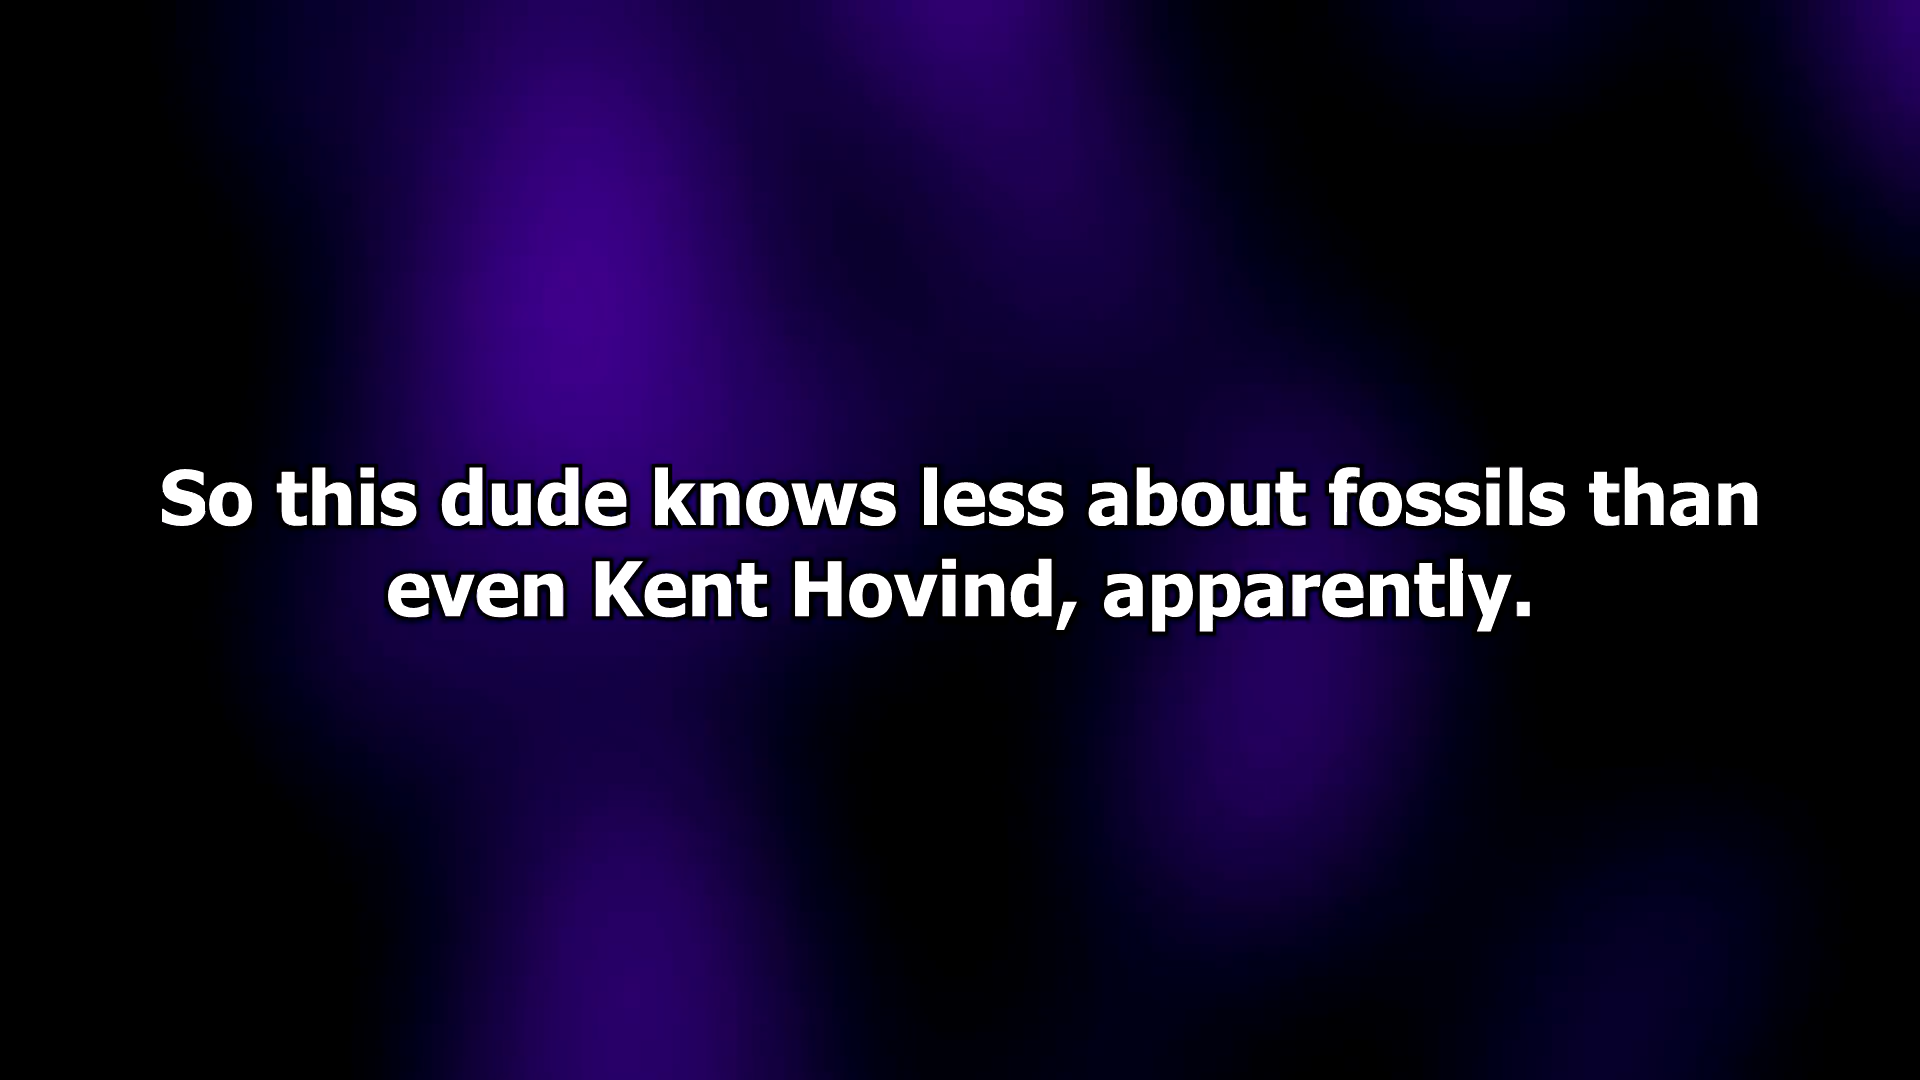 So this dude knows less about fossils than
even Kent Hovind, apparently.